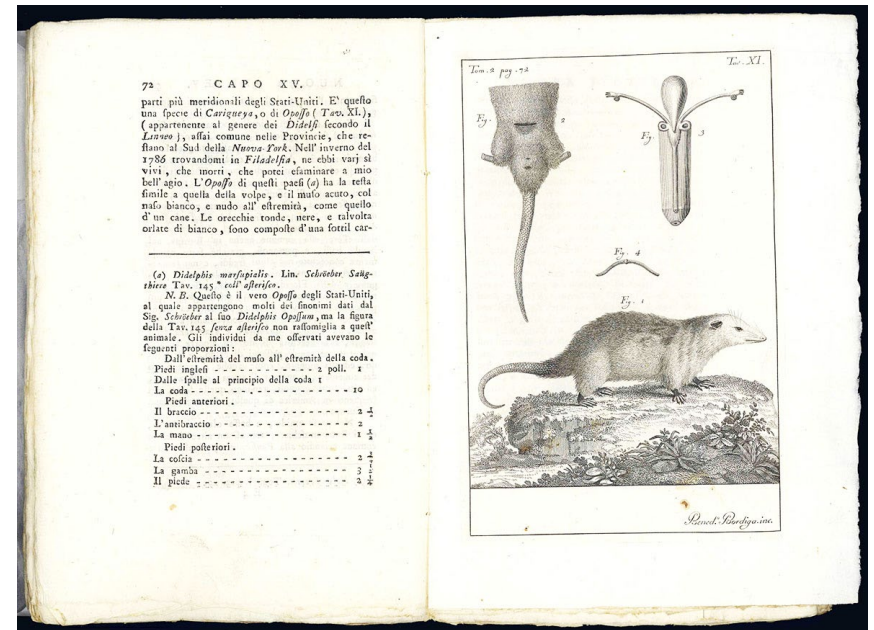 72 CAPO XV.
parti più meridionali degli Stati-Uniti. E' queſto
una ſpecie di Carigueya, o di Opoſſo (Tav. XI.),
(appartenente al genere dei Didelfi ſecondo il
Linneo), aſſai comune nelle Provincie, che re-
ſtano al Sud della Nuova-York. Nell' inverno del
1786 trovandomi in Filadelfia, ne ebbi varj sì
vivi, che morti, che potei eſaminare a mio
bell' agio. L'Opoſſo di queſti paeſi (a) ha la teſta
ſimile a quella della volpe, e il muſo acuto, col
naſo bianco, e nudo all' eſtremità, come quello
d' un cane. Le orecchie tonde, nere, e talvolta
orlate di bianco, ſono compoſte d'una ſottil car-
(a) Didelphis marſupialis. Lin. Schröeber Saüg-
thiere Tav. 145 * coll' aſteriſco.
N. B. Queſto è il vero Opoſſo degli Stati-Uniti,
al quale appartengono molti dei ſinonimi dati dal
Sig. Schröeber al ſuo Didelphis Opoſſum, ma la figura
della Tav. 145 ſenza aſteriſco non raſſomiglia a queſt'
animale. Gli individui da me oſſervati avevano le
ſeguenti proporzioni:
Dall'eſtremità del muſo all' eſtremità della coda.
Piedi ingleſi - - - - - - - - - - - - 2 poll. 1
Dalle ſpalle al principio della coda 1
La coda - - - - - - - - - - - - - - - - - 10
Piedi anteriori.
Il braccio - - - - - - - - - - - - - - - - 2 ½
L'antibraccio - - - - - - - - - - - - - - 2
La mano - - - - - - - - - - - - - - - - - 1 ½
Piedi poſteriori.
La coſcia - - - - - - - - - - - - - - - - 2
La gamba - - - - - - - - - - - - - - - - 3
Il piede - - - - - - - - - - - - - - - - - 2 ¼
Tom. 2 pag. 72
Tav. XI.
Fig. 2
Fig. 3
Fig. 4
Fig. 1
Bened.° Bordiga inc.